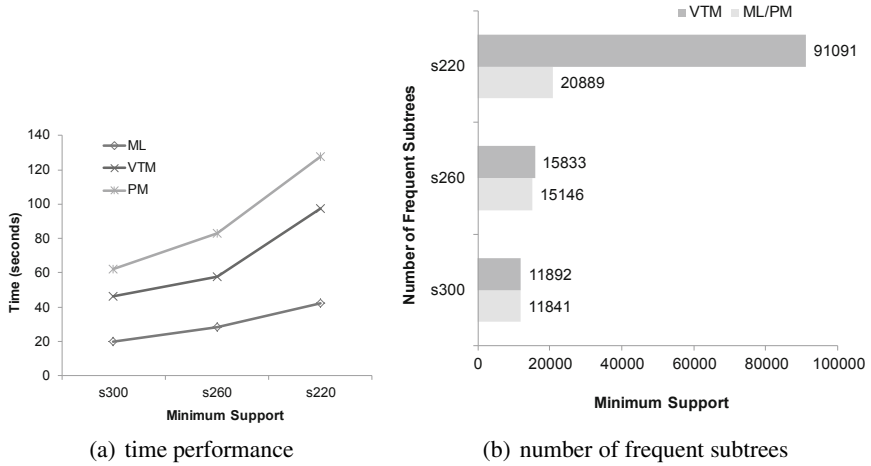 140
120
100
80
60
40
20
0
Time (seconds)
ML
VTM
PM
s300 s260 s220
Minimum Support
(a) time performance
VTM ML/PM
Number of Frequent Subtrees
s220
91091
20889
s260
15833
15146
s300
11892
11841
0 20000 40000 60000 80000 100000
Minimum Support
(b) number of frequent subtrees